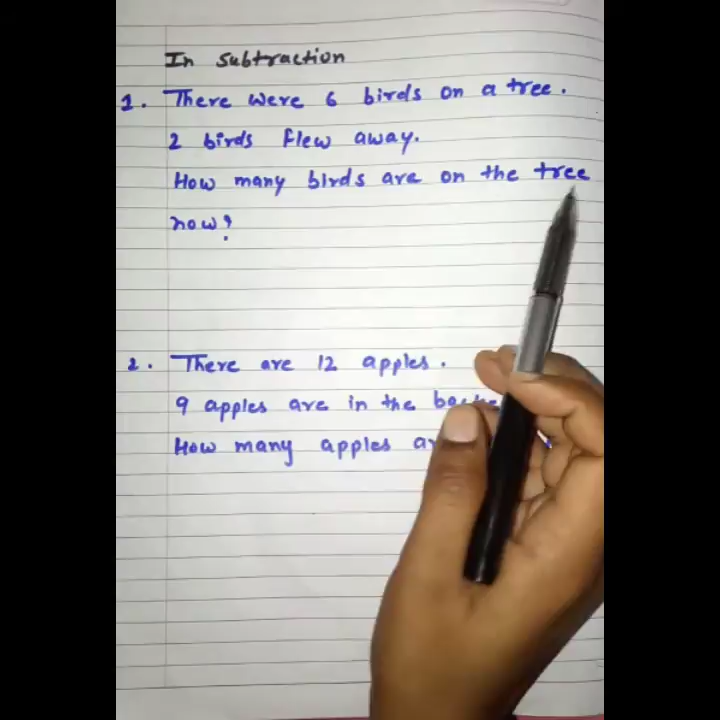 In subtraction
1. There were 6 birds on a tree.
2 birds flew away.
How many birds are on the tree
now?
2. There are 12 apples.
9 apples are in the
How many apples